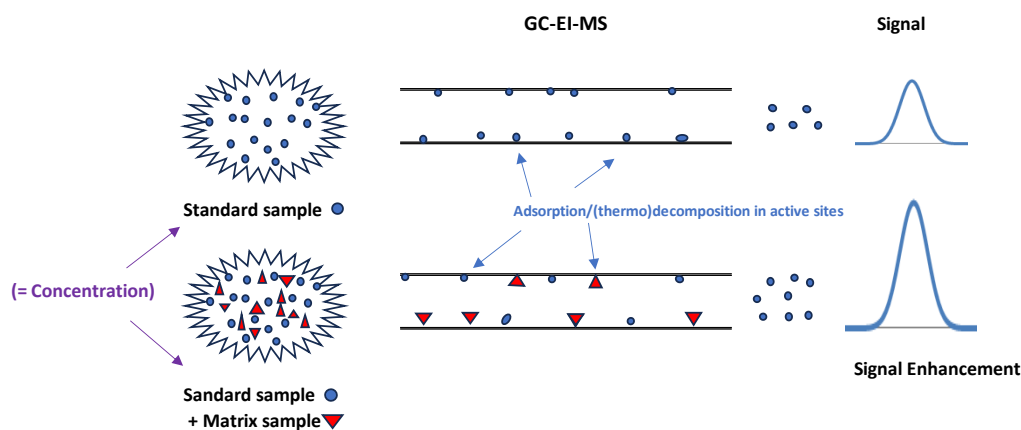 GC-EI-MS
Signal
Standard sample
Adsorption/(thermo)decomposition in active sites
(= Concentration)
Signal Enhancement
Sandard sample
+ Matrix sample